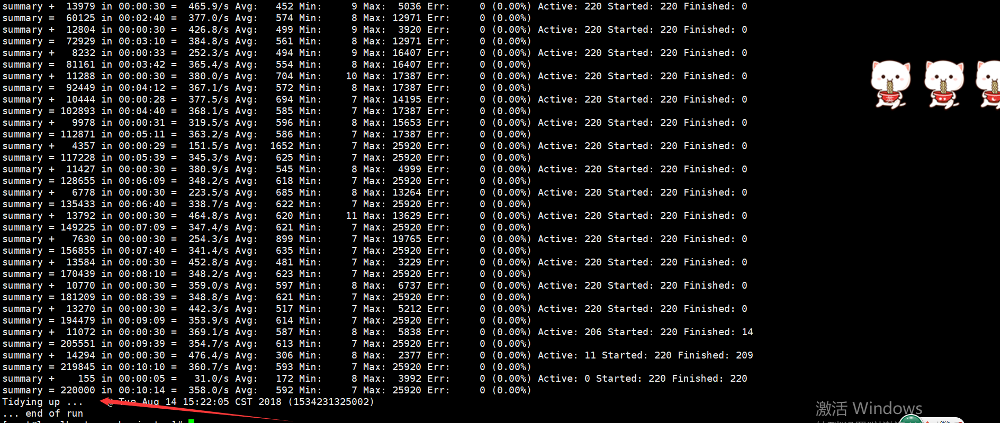 summary +  13979 in 00:00:30 =  465.9/s Avg:   452 Min:     9 Max:  5036 Err:     0 (0.00%) Active: 220 Started: 220 Finished: 0
summary =  60125 in 00:02:40 =  377.0/s Avg:   574 Min:     8 Max: 12971 Err:     0 (0.00%)
summary +  12804 in 00:00:30 =  426.8/s Avg:   499 Min:     9 Max:  3920 Err:     0 (0.00%) Active: 220 Started: 220 Finished: 0
summary =  72929 in 00:03:10 =  384.8/s Avg:   561 Min:     8 Max: 12971 Err:     0 (0.00%)
summary +   8232 in 00:00:33 =  252.3/s Avg:   494 Min:     9 Max: 16407 Err:     0 (0.00%) Active: 220 Started: 220 Finished: 0
summary =  81161 in 00:03:42 =  365.4/s Avg:   554 Min:     8 Max: 16407 Err:     0 (0.00%)
summary +  11288 in 00:00:30 =  380.0/s Avg:   704 Min:    10 Max: 17387 Err:     0 (0.00%) Active: 220 Started: 220 Finished: 0
summary =  92449 in 00:04:12 =  367.1/s Avg:   572 Min:     8 Max: 17387 Err:     0 (0.00%)
summary +  10444 in 00:00:28 =  377.5/s Avg:   694 Min:     7 Max: 14195 Err:     0 (0.00%) Active: 220 Started: 220 Finished: 0
summary = 102893 in 00:04:40 =  368.1/s Avg:   585 Min:     7 Max: 17387 Err:     0 (0.00%)
summary +   9978 in 00:00:31 =  319.5/s Avg:   596 Min:     8 Max: 15653 Err:     0 (0.00%) Active: 220 Started: 220 Finished: 0
summary = 112871 in 00:05:11 =  363.2/s Avg:   586 Min:     7 Max: 17387 Err:     0 (0.00%)
summary +   4357 in 00:00:29 =  151.5/s Avg:  1652 Min:     7 Max: 25920 Err:     0 (0.00%) Active: 220 Started: 220 Finished: 0
summary = 117228 in 00:05:39 =  345.3/s Avg:   625 Min:     7 Max: 25920 Err:     0 (0.00%)
summary +  11427 in 00:00:30 =  380.9/s Avg:   545 Min:     8 Max:  4999 Err:     0 (0.00%) Active: 220 Started: 220 Finished: 0
summary = 128655 in 00:06:09 =  348.2/s Avg:   618 Min:     7 Max: 25920 Err:     0 (0.00%)
summary +   6778 in 00:00:30 =  223.5/s Avg:   685 Min:     8 Max: 13264 Err:     0 (0.00%) Active: 220 Started: 220 Finished: 0
summary = 135433 in 00:06:40 =  338.7/s Avg:   622 Min:     7 Max: 25920 Err:     0 (0.00%)
summary +  13792 in 00:00:30 =  464.8/s Avg:   620 Min:    11 Max: 13629 Err:     0 (0.00%) Active: 220 Started: 220 Finished: 0
summary = 149225 in 00:07:09 =  347.4/s Avg:   621 Min:     7 Max: 25920 Err:     0 (0.00%)
summary +   7630 in 00:00:30 =  254.3/s Avg:   899 Min:     7 Max: 19765 Err:     0 (0.00%) Active: 220 Started: 220 Finished: 0
summary = 156855 in 00:07:40 =  341.4/s Avg:   635 Min:     7 Max: 25920 Err:     0 (0.00%)
summary +  13584 in 00:00:30 =  452.8/s Avg:   481 Min:     7 Max:  3229 Err:     0 (0.00%) Active: 220 Started: 220 Finished: 0
summary = 170439 in 00:08:10 =  348.2/s Avg:   623 Min:     7 Max: 25920 Err:     0 (0.00%)
summary +  10770 in 00:00:30 =  359.0/s Avg:   597 Min:     8 Max:  6737 Err:     0 (0.00%) Active: 220 Started: 220 Finished: 0
summary = 181209 in 00:08:39 =  348.8/s Avg:   621 Min:     7 Max: 25920 Err:     0 (0.00%)
summary +  13270 in 00:00:30 =  442.3/s Avg:   517 Min:     7 Max:  5212 Err:     0 (0.00%) Active: 220 Started: 220 Finished: 0
summary = 194479 in 00:09:09 =  353.9/s Avg:   614 Min:     7 Max: 25920 Err:     0 (0.00%)
summary +  11072 in 00:00:30 =  369.1/s Avg:   587 Min:     8 Max:  5838 Err:     0 (0.00%) Active: 206 Started: 220 Finished: 14
summary = 205551 in 00:09:39 =  354.7/s Avg:   613 Min:     7 Max: 25920 Err:     0 (0.00%)
summary +  14294 in 00:00:30 =  476.4/s Avg:   306 Min:     8 Max:  2377 Err:     0 (0.00%) Active: 11 Started: 220 Finished: 209
summary = 219845 in 00:10:10 =  360.7/s Avg:   593 Min:     7 Max: 25920 Err:     0 (0.00%)
summary +    155 in 00:00:05 =   31.0/s Avg:   172 Min:     8 Max:  3992 Err:     0 (0.00%) Active: 0 Started: 220 Finished: 220
summary = 220000 in 00:10:14 =  358.0/s Avg:   592 Min:     7 Max: 25920 Err:     0 (0.00%)
Tidying up ...    @ Tue Aug 14 15:22:05 CST 2018 (1534231325002)
... end of run
激活 Windows